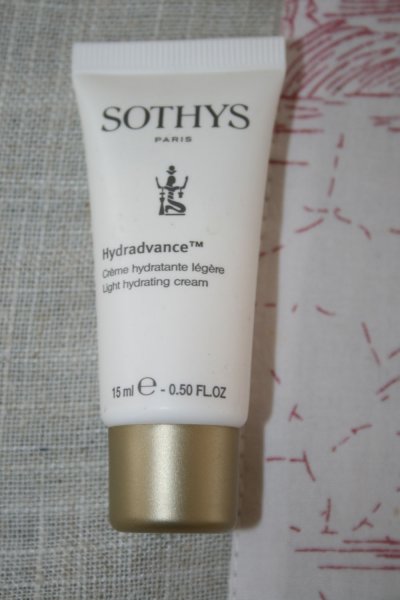 SOTHYS
PARIS
Hydradvance™
Crème hydratante légère
Light hydrating cream
15 ml ℮ - 0.50 FL.OZ